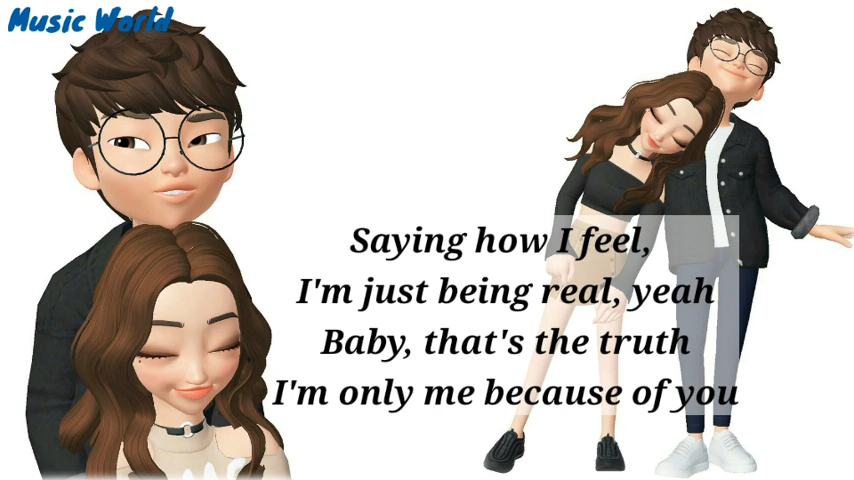 Music World
Saying how I feel,
I'm just being real, yeah
Baby, that's the truth
I'm only me because of you